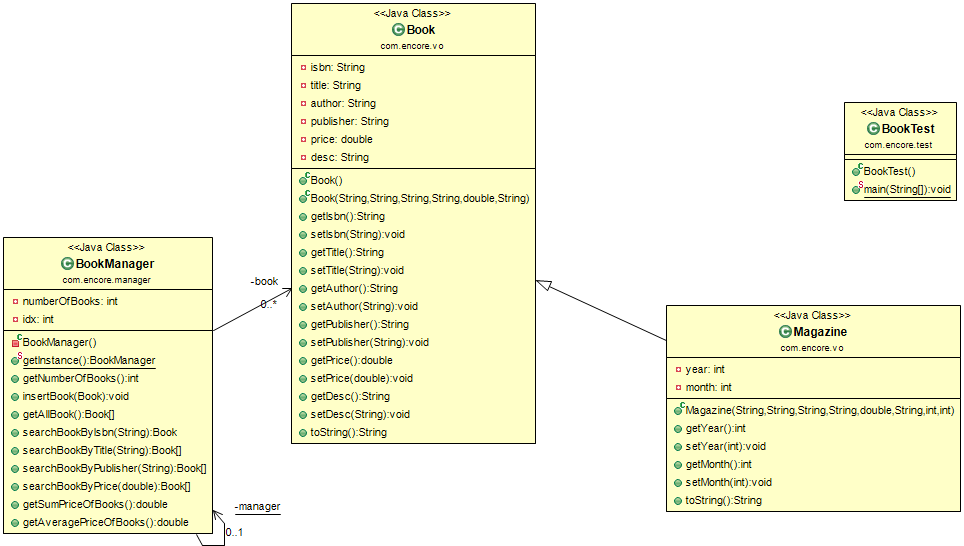 <<Java Class>>
Book
com.encore.vo
isbn: String
title: String
author: String
publisher: String
price: double
desc: String
Book()
Book(String,String,String,String,double,String)
getIsbn():String
setIsbn(String):void
getTitle():String
setTitle(String):void
getAuthor():String
setAuthor(String):void
getPublisher():String
setPublisher(String):void
getPrice():double
setPrice(double):void
getDesc():String
setDesc(String):void
toString():String
<<Java Class>>
BookTest
com.encore.test
BookTest()
main(String[]):void
<<Java Class>>
BookManager
com.encore.manager
numberOfBooks: int
idx: int
BookManager()
getInstance():BookManager
getNumberOfBooks():int
insertBook(Book):void
getAllBook():Book[]
searchBookByIsbn(String):Book
searchBookByTitle(String):Book[]
searchBookByPublisher(String):Book[]
searchBookByPrice(double):Book[]
getSumPriceOfBooks():double
getAveragePriceOfBooks():double
-book
0..*
-manager
0..1
<<Java Class>>
Magazine
com.encore.vo
year: int
month: int
Magazine(String,String,String,String,double,String,int,int)
getYear():int
setYear(int):void
getMonth():int
setMonth(int):void
toString():String